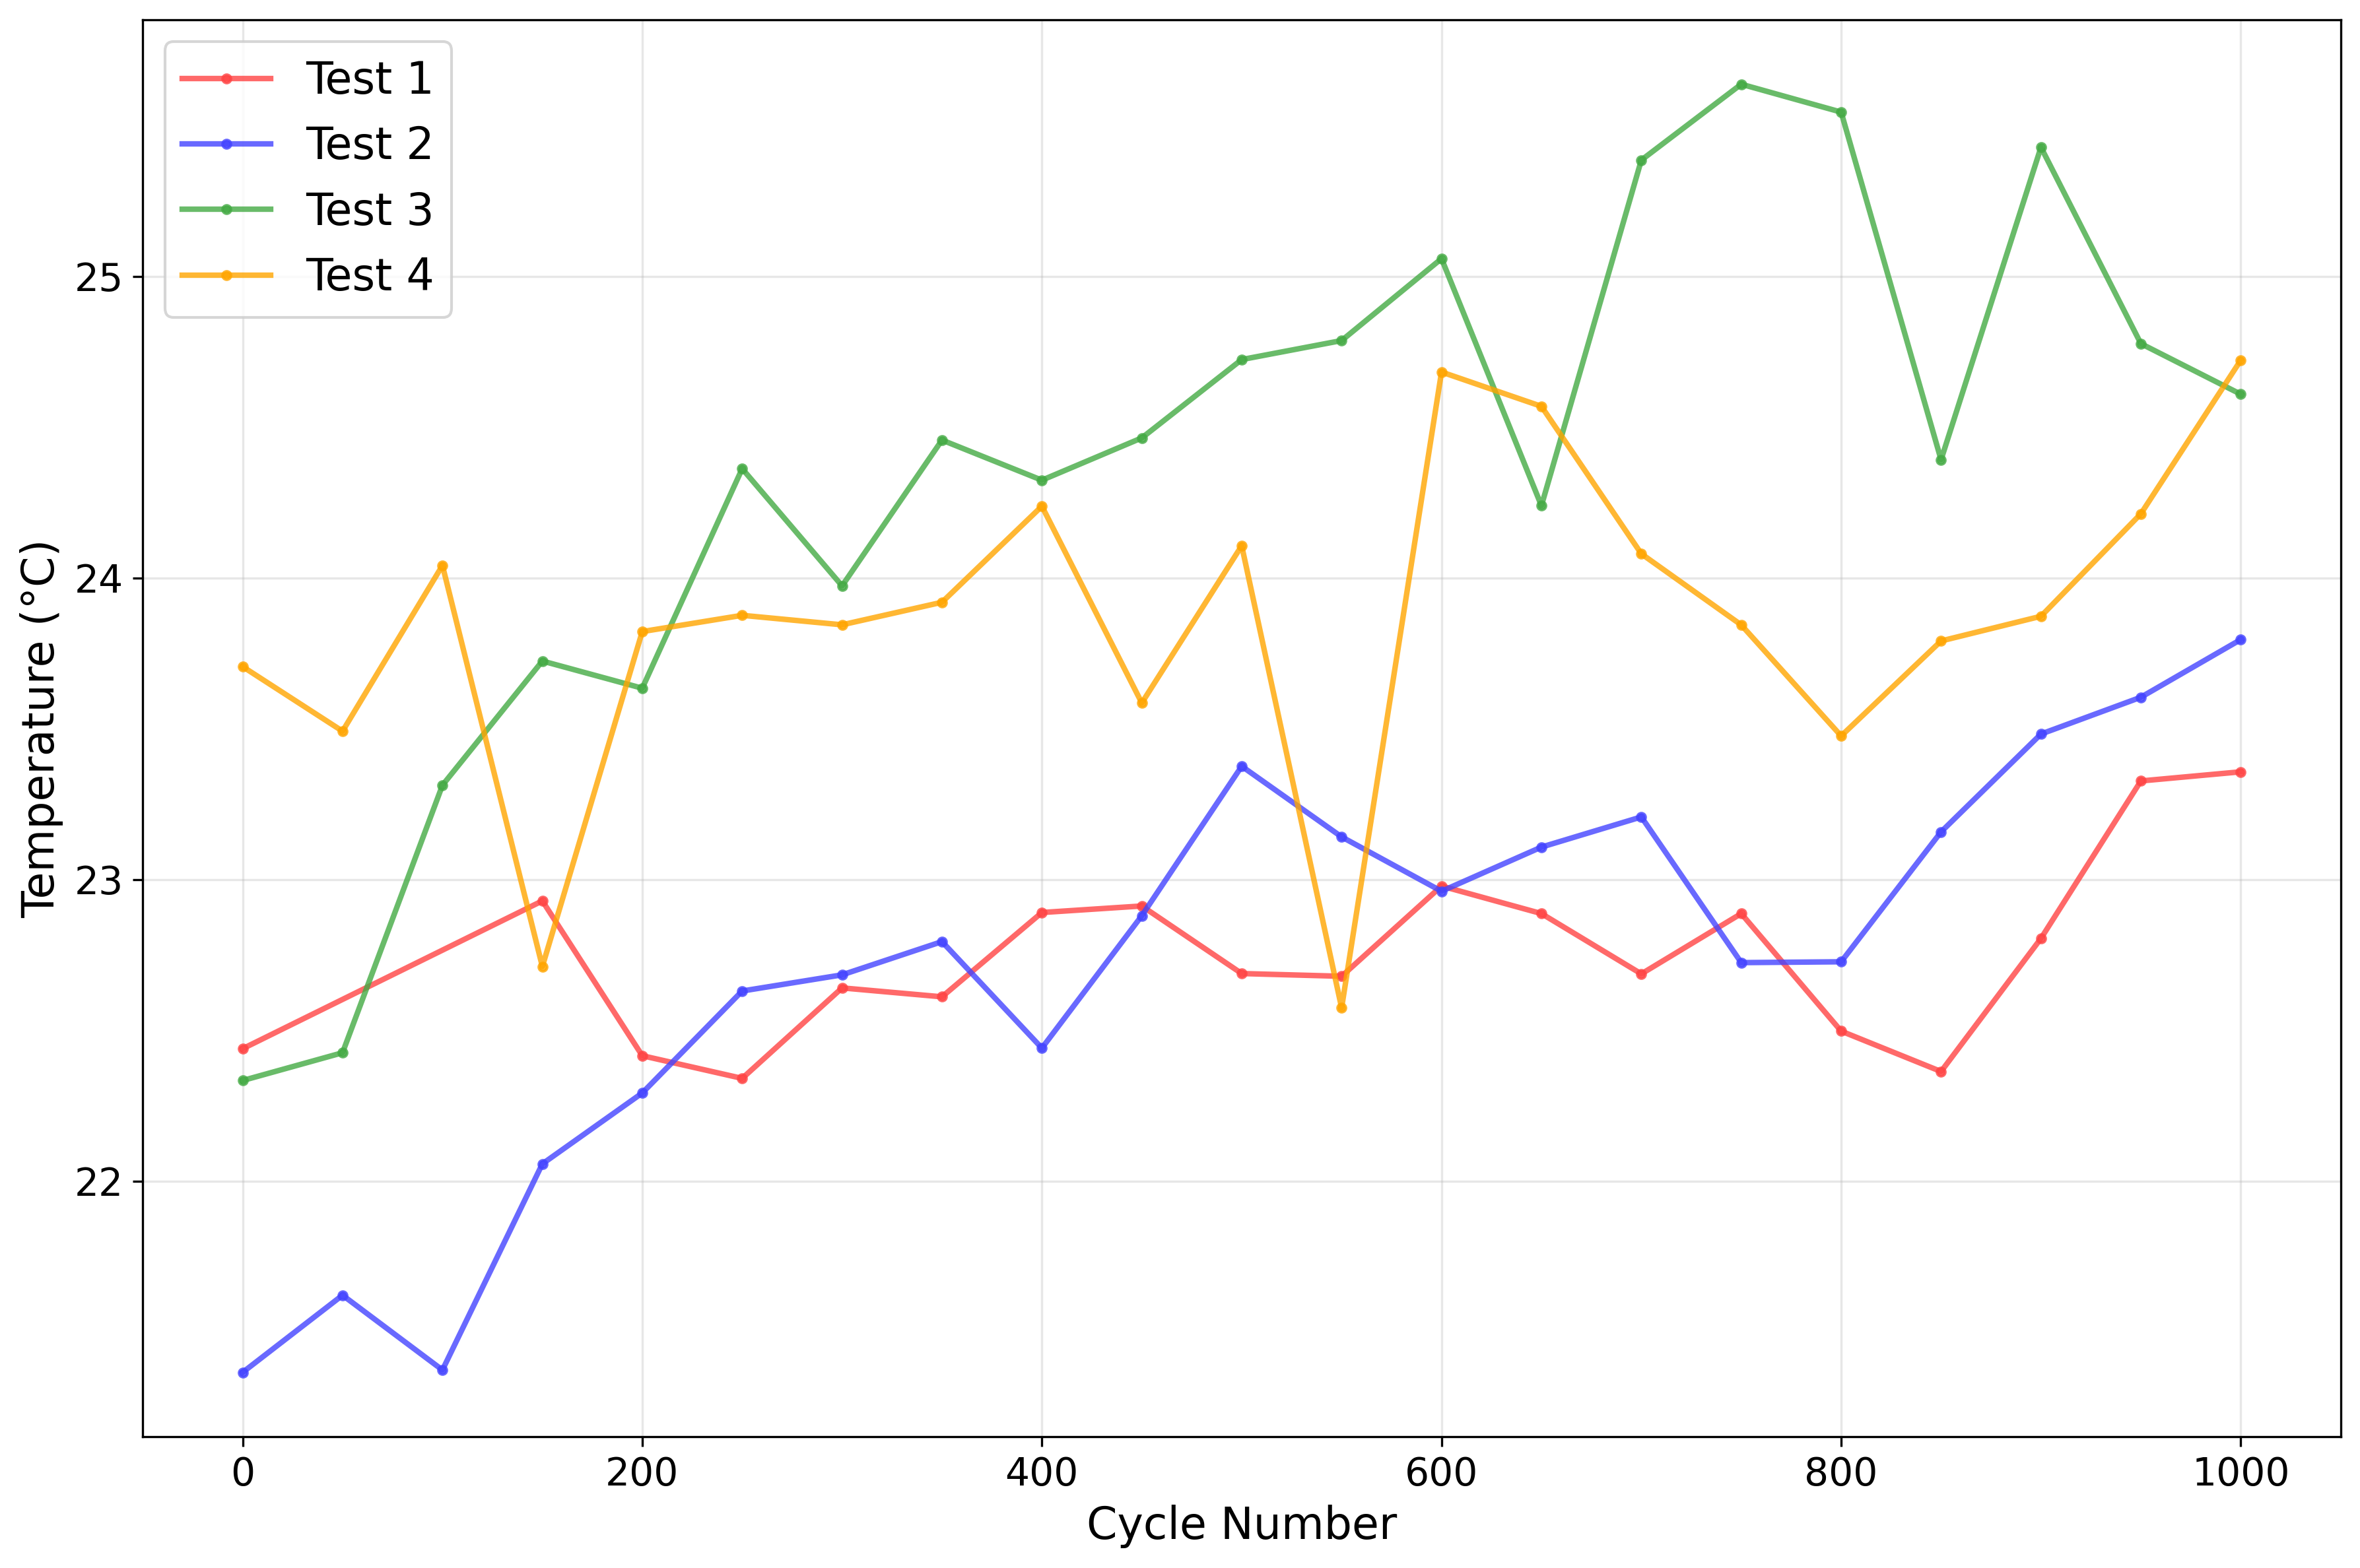 Test 1
Test 2
Test 3
Test 4
25
24
23
22
Temperature (°C)
0 200 400 600 800 1000
Cycle Number